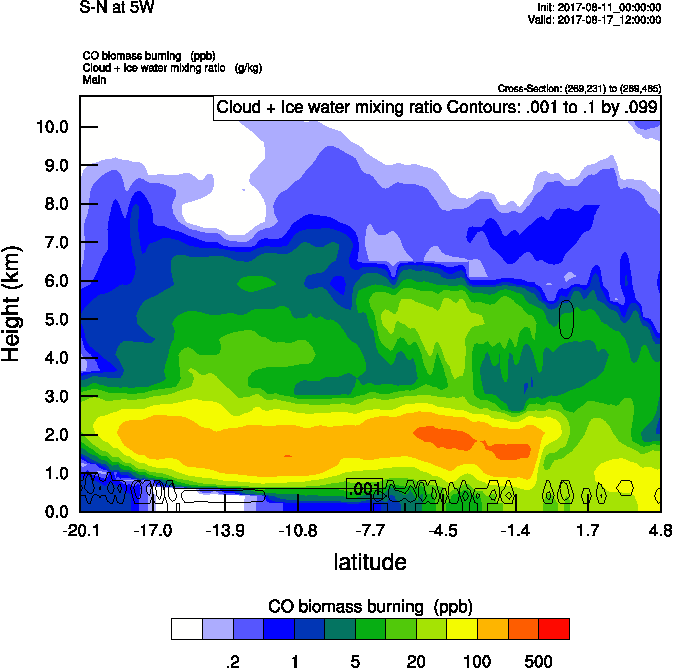 S-N at 5W
Init: 2017-08-11_00:00:00
Valid: 2017-08-17_12:00:00
CO biomass burning (ppb)
Cloud + Ice water mixing ratio (g/kg)
Main
Cross-Section: (269,231) to (269,485)
Cloud + Ice water mixing ratio Contours: .001 to .1 by .099
10.0
9.0
8.0
7.0
6.0
5.0
4.0
3.0
2.0
1.0
0.0
Height (km)
.001
-20.1 -17.0 -13.9 -10.8 -7.7 -4.5 -1.4 1.7 4.8
latitude
CO biomass burning (ppb)
.2 1 5 20 100 500